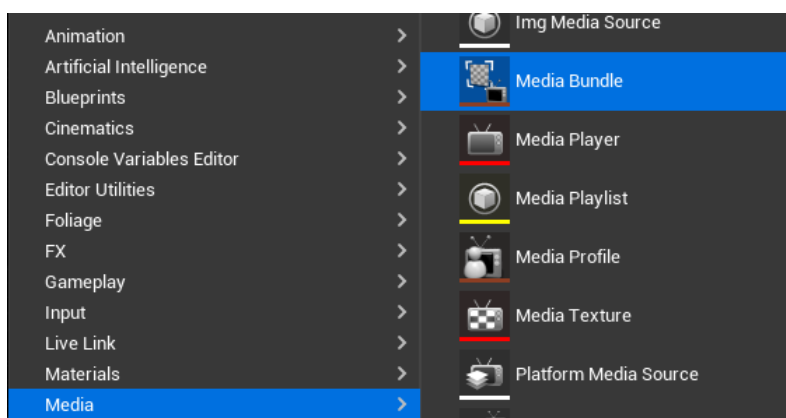 Animation
Artificial Intelligence
Blueprints
Cinematics
Console Variables Editor
Editor Utilities
Foliage
FX
Gameplay
Input
Live Link
Materials
Media
Img Media Source
Media Bundle
Media Player
Media Playlist
Media Profile
Media Texture
Platform Media Source